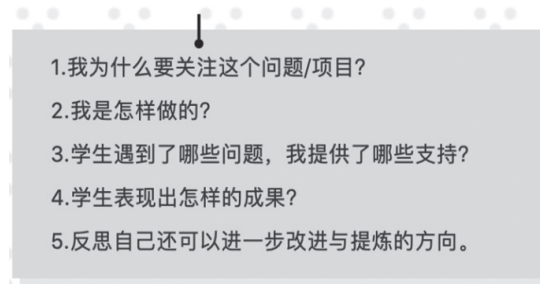 1.我为什么要关注这个问题/项目?
2.我是怎样做的?
3.学生遇到了哪些问题，我提供了哪些支持?
4.学生表现出怎样的成果?
5.反思自己还可以进一步改进与提炼的方向。